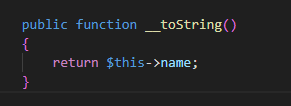 public function __toString()
{
    return $this->name;
}